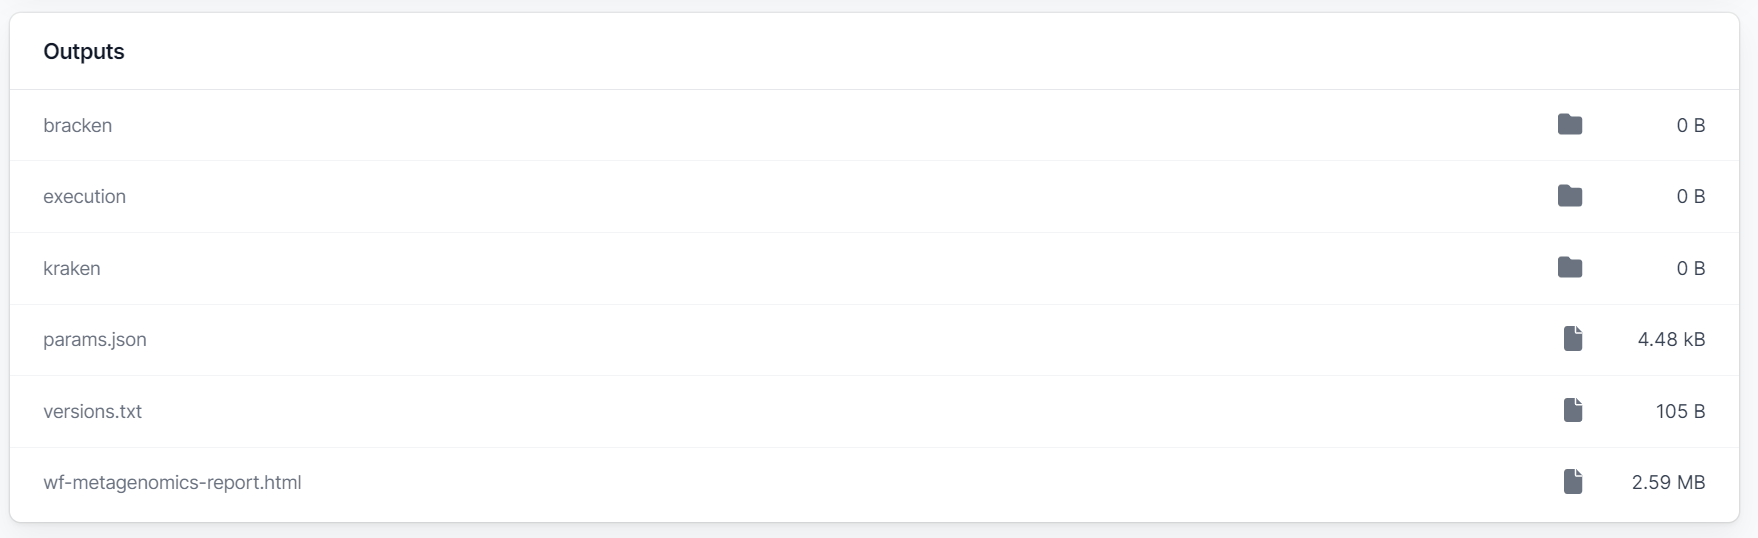 Outputs
bracken 0 B
execution 0 B
kraken 0 B
params.json 4.48 kB
versions.txt 105 B
wf-metagenomics-report.html 2.59 MB